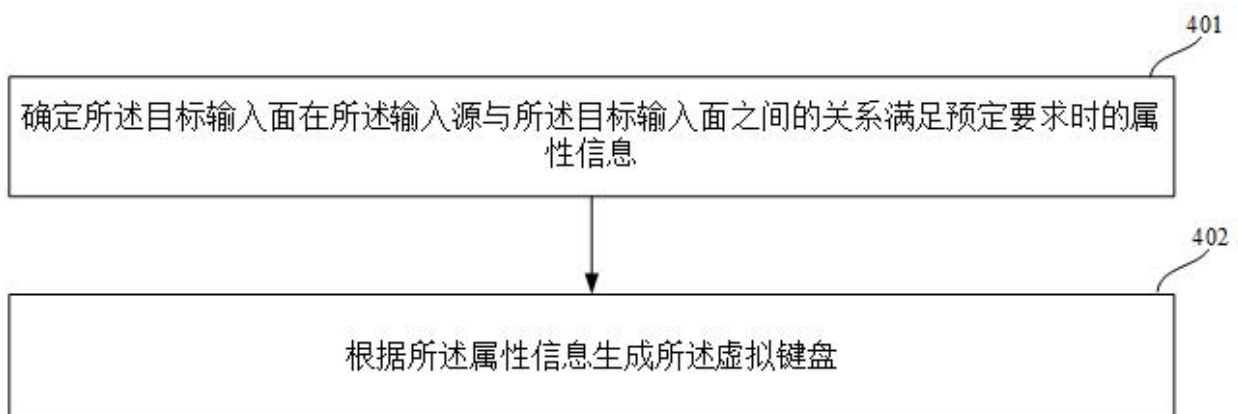 401
确定所述目标输入面在所述输入源与所述目标输入面之间的关系满足预定要求时的属
性信息
402
根据所述属性信息生成所述虚拟键盘